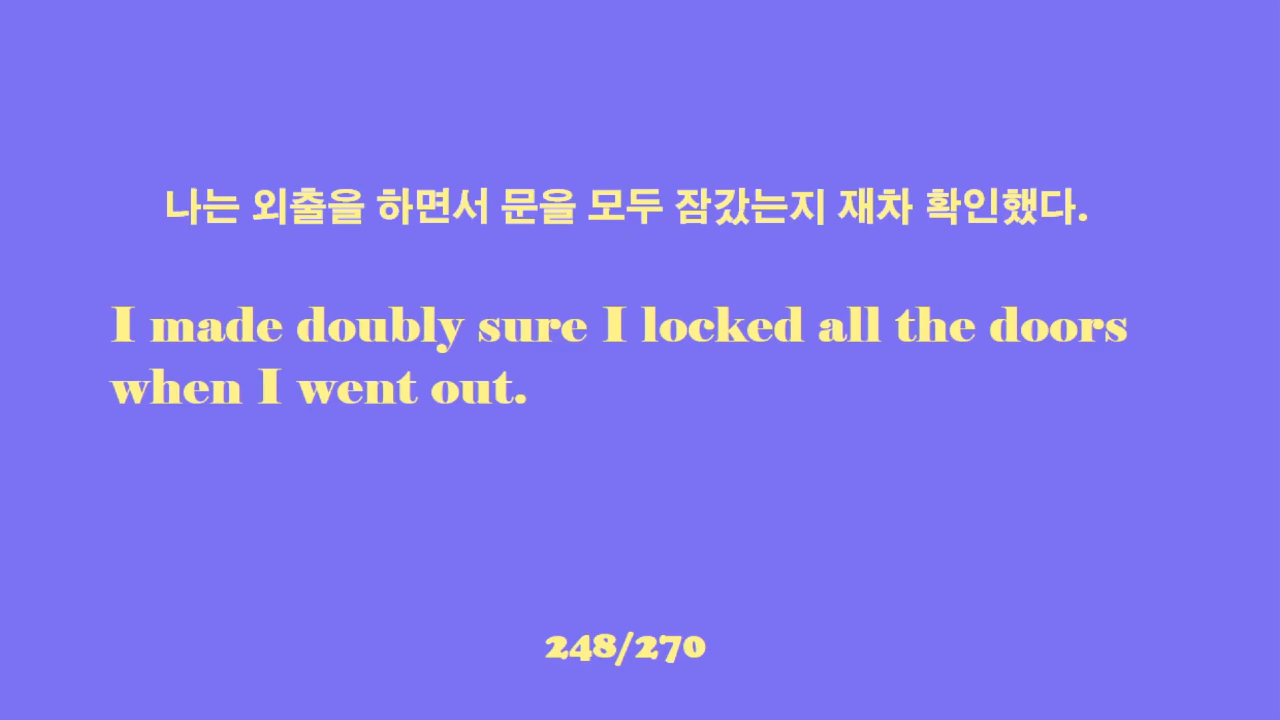 나는 외출을 하면서 문을 모두 잠갔는지 재차 확인했다.
I made doubly sure I locked all the doors
when I went out.
248/270